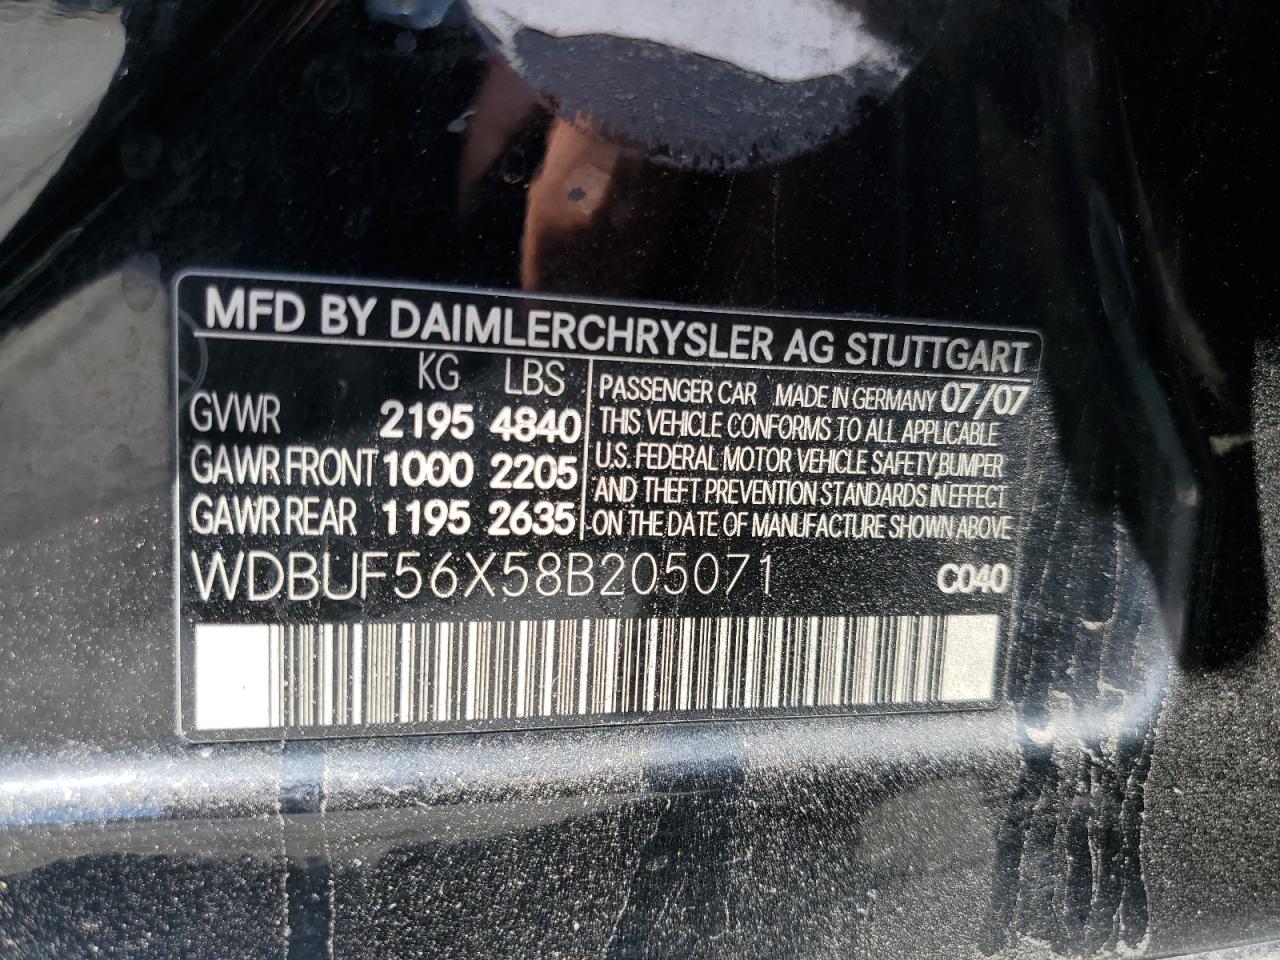 MFD BY DAIMLERCHRYSLER AG STUTTGART
KG LBS
GVWR 2195 4840
GAWR FRONT 1000 2205
GAWR REAR 1195 2635
PASSENGER CAR MADE IN GERMANY 07/07
THIS VEHICLE CONFORMS TO ALL APPLICABLE
U.S. FEDERAL MOTOR VEHICLE SAFETY,BUMPER
AND THEFT PREVENTION STANDARDS IN EFFECT
ON THE DATE OF MANUFACTURE SHOWN ABOVE
WDBUF56X58B205071 C040